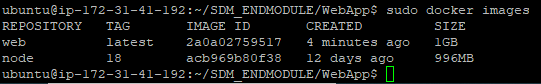 ubuntu@ip-172-31-41-192:~/SDM_ENDMODULE/WebApp$ sudo docker images
REPOSITORY TAG IMAGE ID CREATED SIZE
web latest 2a0a02759517 4 minutes ago 1GB
node 18 acb969b80f38 12 days ago 996MB
ubuntu@ip-172-31-41-192:~/SDM_ENDMODULE/WebApp$